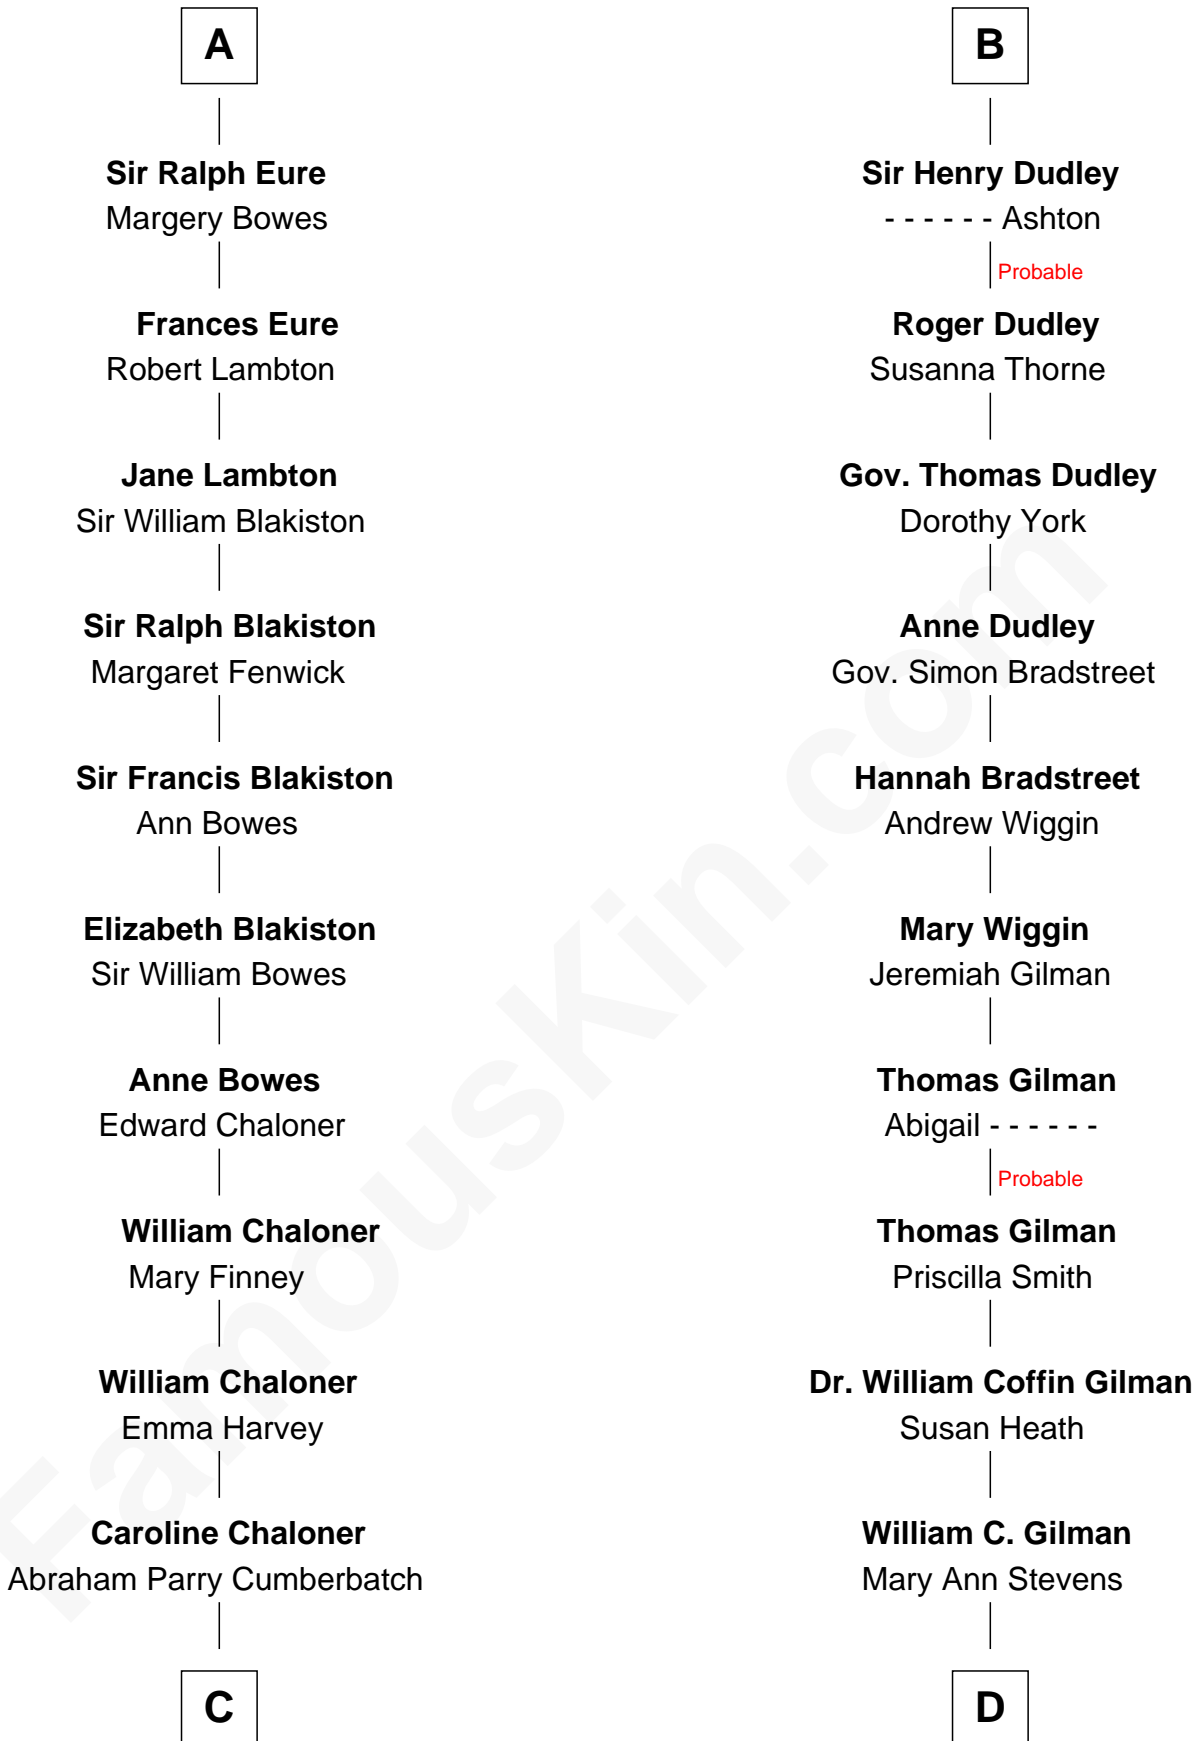 A
Sir Ralph Eure
Margery Bowes
Frances Eure
Robert Lambton
Jane Lambton
Sir William Blakiston
Sir Ralph Blakiston
Margaret Fenwick
Sir Francis Blakiston
Ann Bowes
Elizabeth Blakiston
Sir William Bowes
Anne Bowes
Edward Chaloner
William Chaloner
Mary Finney
William Chaloner
Emma Harvey
Caroline Chaloner
Abraham Parry Cumberbatch
C
B
Sir Henry Dudley
- - - - - - Ashton
Probable
Roger Dudley
Susanna Thorne
Gov. Thomas Dudley
Dorothy York
Anne Dudley
Gov. Simon Bradstreet
Hannah Bradstreet
Andrew Wiggin
Mary Wiggin
Jeremiah Gilman
Thomas Gilman
Abigail - - - - - -
Probable
Thomas Gilman
Priscilla Smith
Dr. William Coffin Gilman
Susan Heath
William C. Gilman
Mary Ann Stevens
D
FamousKin.com